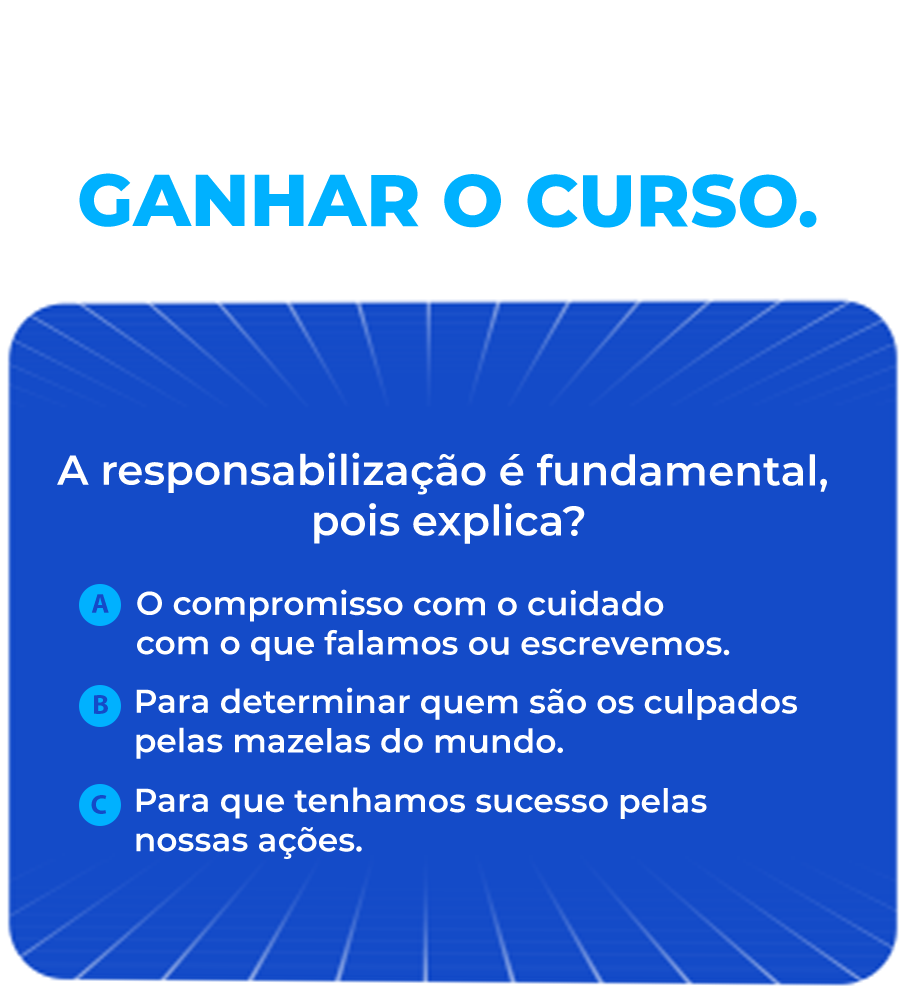 GANHAR O CURSO.
A responsabilização é fundamental,
pois explica?
A O compromisso com o cuidado
com o que falamos ou escrevemos.
B Para determinar quem são os culpados
pelas mazelas do mundo.
C Para que tenhamos sucesso pelas
nossas ações.